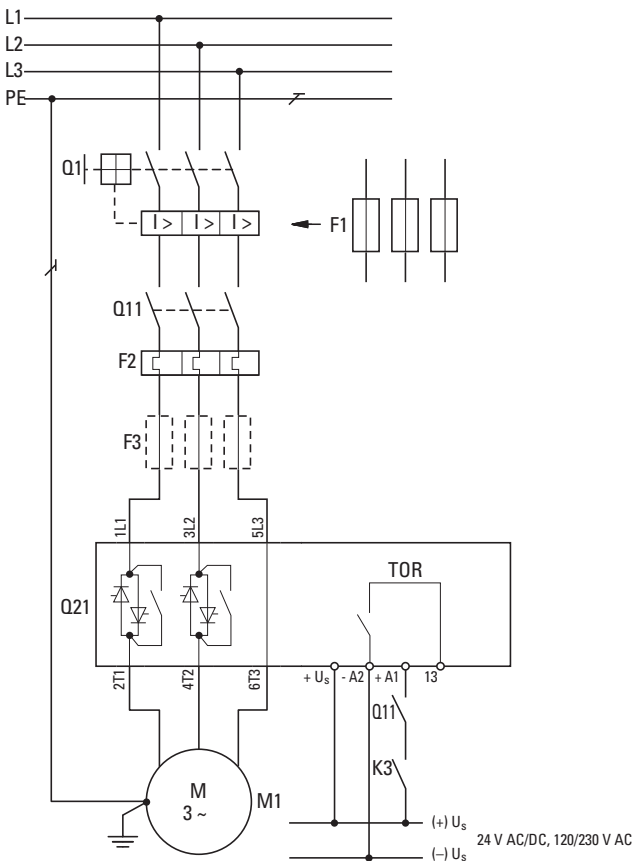 L1
L2
L3
PE
Q1
I > I > I >
F1
Q11
F2
F3
1L1 3L2 5L3
TOR
Q21
2T1 4T2 6T3
+ Us - A2 + A1 13
Q11
K3
M
3 ~
M1
(+) Us
24 V AC/DC, 120/230 V AC
(–) Us